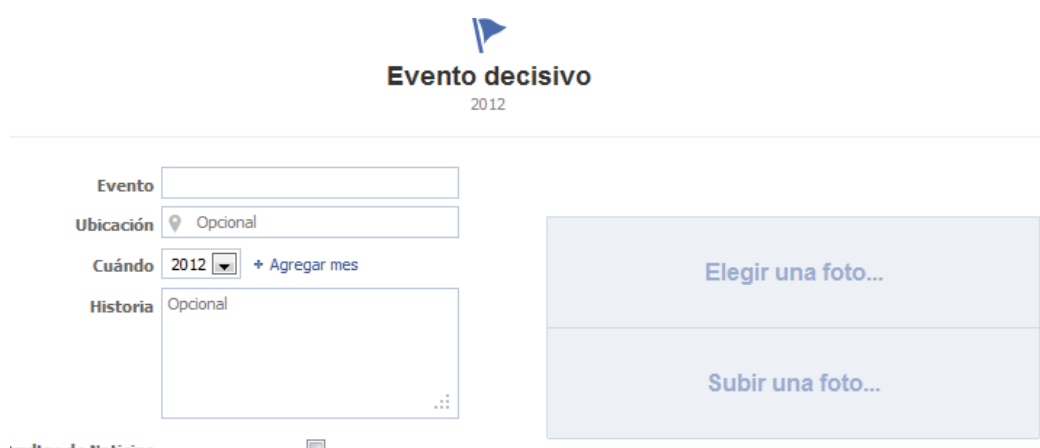 Evento decisivo
2012
Evento
Ubicación Opcional
Cuándo 2012 + Agregar mes
Historia Opcional
Elegir una foto...
Subir una foto...